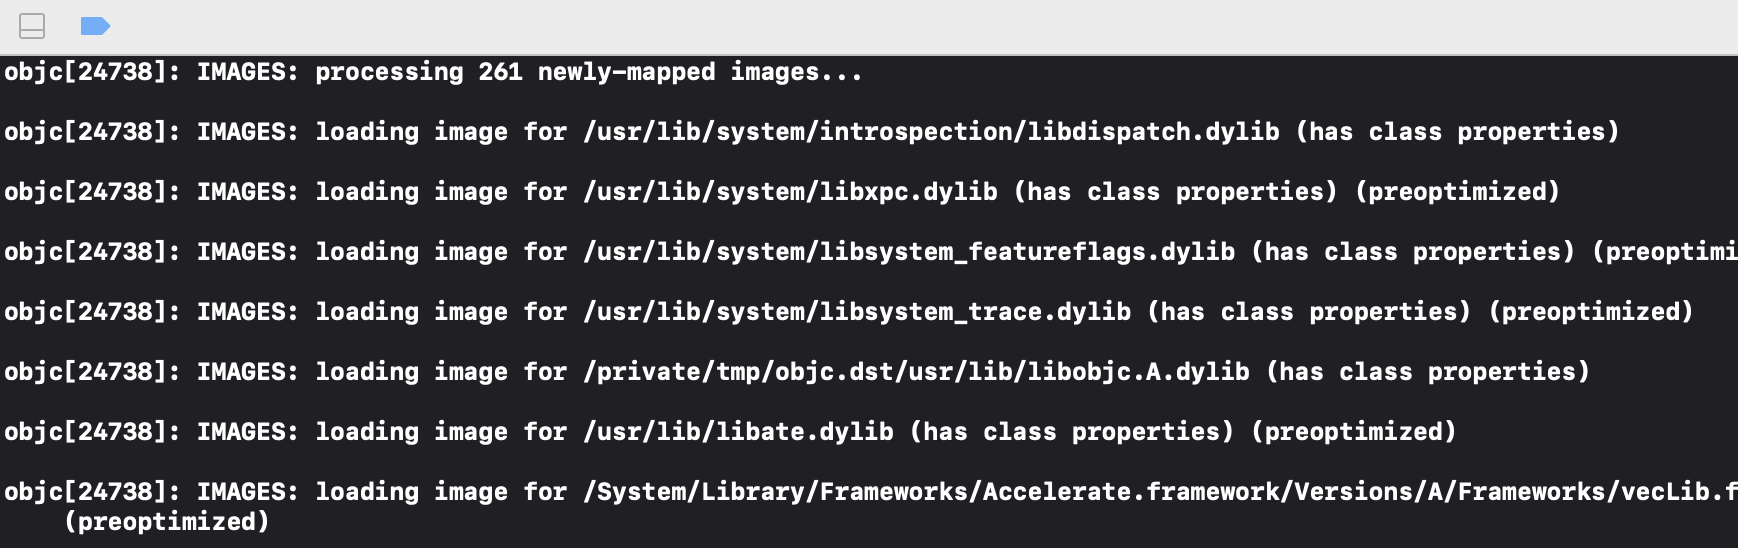 objc[24738]: IMAGES: processing 261 newly-mapped images...
objc[24738]: IMAGES: loading image for /usr/lib/system/introspection/libdispatch.dylib (has class properties)
objc[24738]: IMAGES: loading image for /usr/lib/system/libxpc.dylib (has class properties) (preoptimized)
objc[24738]: IMAGES: loading image for /usr/lib/system/libsystem_featureflags.dylib (has class properties) (preoptimi
objc[24738]: IMAGES: loading image for /usr/lib/system/libsystem_trace.dylib (has class properties) (preoptimized)
objc[24738]: IMAGES: loading image for /private/tmp/objc.dst/usr/lib/libobjc.A.dylib (has class properties)
objc[24738]: IMAGES: loading image for /usr/lib/libate.dylib (has class properties) (preoptimized)
objc[24738]: IMAGES: loading image for /System/Library/Frameworks/Accelerate.framework/Versions/A/Frameworks/vecLib.f
(preoptimized)